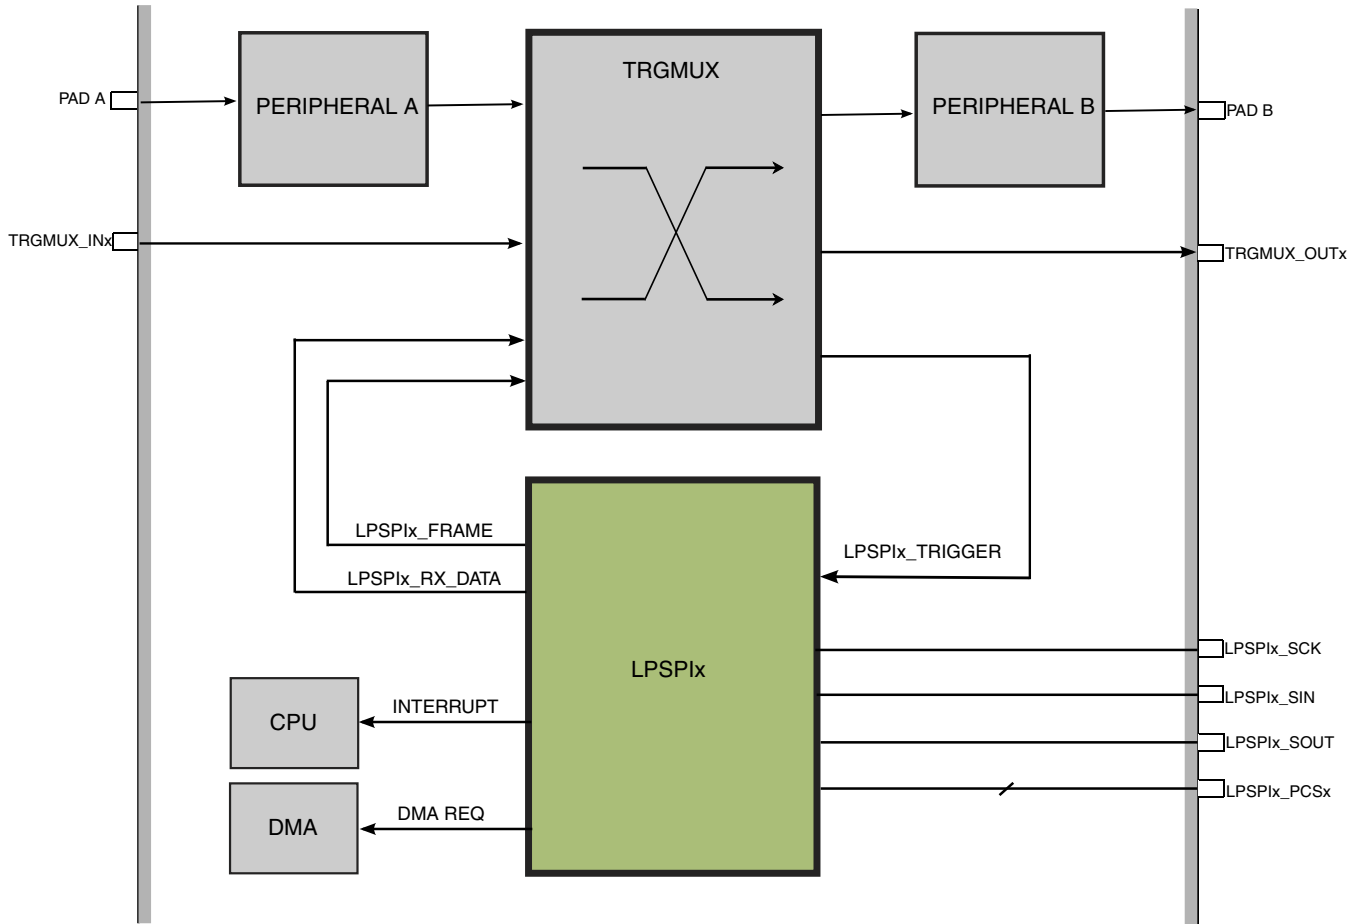 TRGMUX
PAD A
PERIPHERAL A
PERIPHERAL B
PAD B
TRGMUX_INx
TRGMUX_OUTx
LPSPIx_FRAME
LPSPIx_TRIGGER
LPSPIx_RX_DATA
LPSPIx_SCK
LPSPIx
LPSPIx_SIN
INTERRUPT
CPU
LPSPIx_SOUT
LPSPIx_PCSx
DMA REQ
DMA